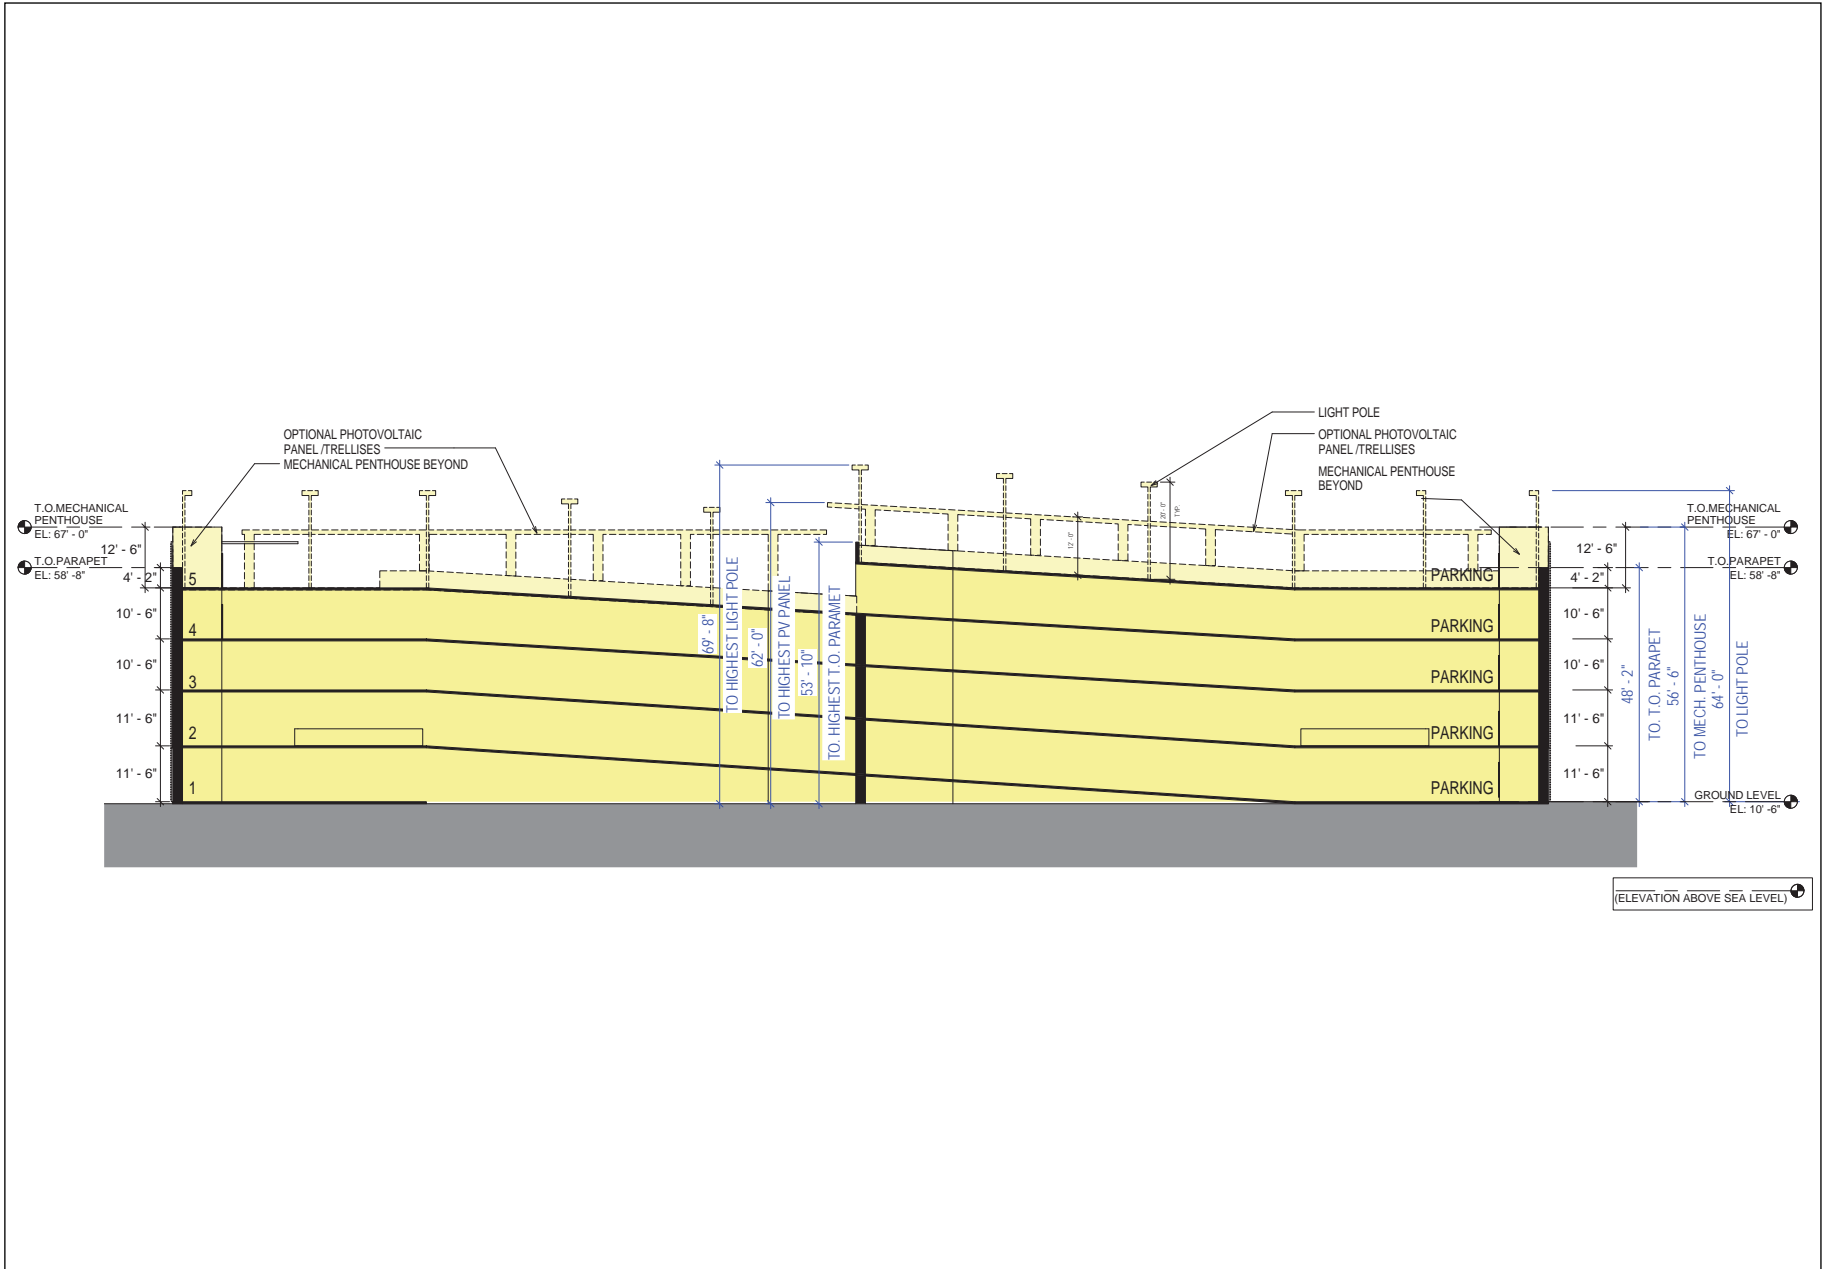 LIGHT POLE
OPTIONAL PHOTOVOLTAIC
PANEL /TRELLISES
MECHANICAL PENTHOUSE BEYOND
OPTIONAL PHOTOVOLTAIC
PANEL /TRELLISES
MECHANICAL PENTHOUSE
BEYOND
T.O.MECHANICAL
PENTHOUSE
EL: 67' - 0"
T.O.PARAPET
EL: 58' -8"
12' - 6"
4' - 2"
10' - 6"
10' - 6"
11' - 6"
11' - 6"
5
4
3
2
1
69' - 8"
TO HIGHEST LIGHT POLE
62' - 0"
TO HIGHEST PV PANEL
53' - 10"
TO. HIGHEST T.O. PARAMET
12' - 0"
20' - 0"
TYP.
PARKING
PARKING
PARKING
PARKING
PARKING
12' - 6"
4' - 2"
10' - 6"
10' - 6"
11' - 6"
11' - 6"
48' - 2"
TO. T.O. PARAPET
56' - 6"
TO MECH. PENTHOUSE
64' - 0"
TO LIGHT POLE
T.O.MECHANICAL
PENTHOUSE
EL: 67' - 0"
T.O.PARAPET
EL: 58' -8"
GROUND LEVEL
EL: 10' -6"
(ELEVATION ABOVE SEA LEVEL)